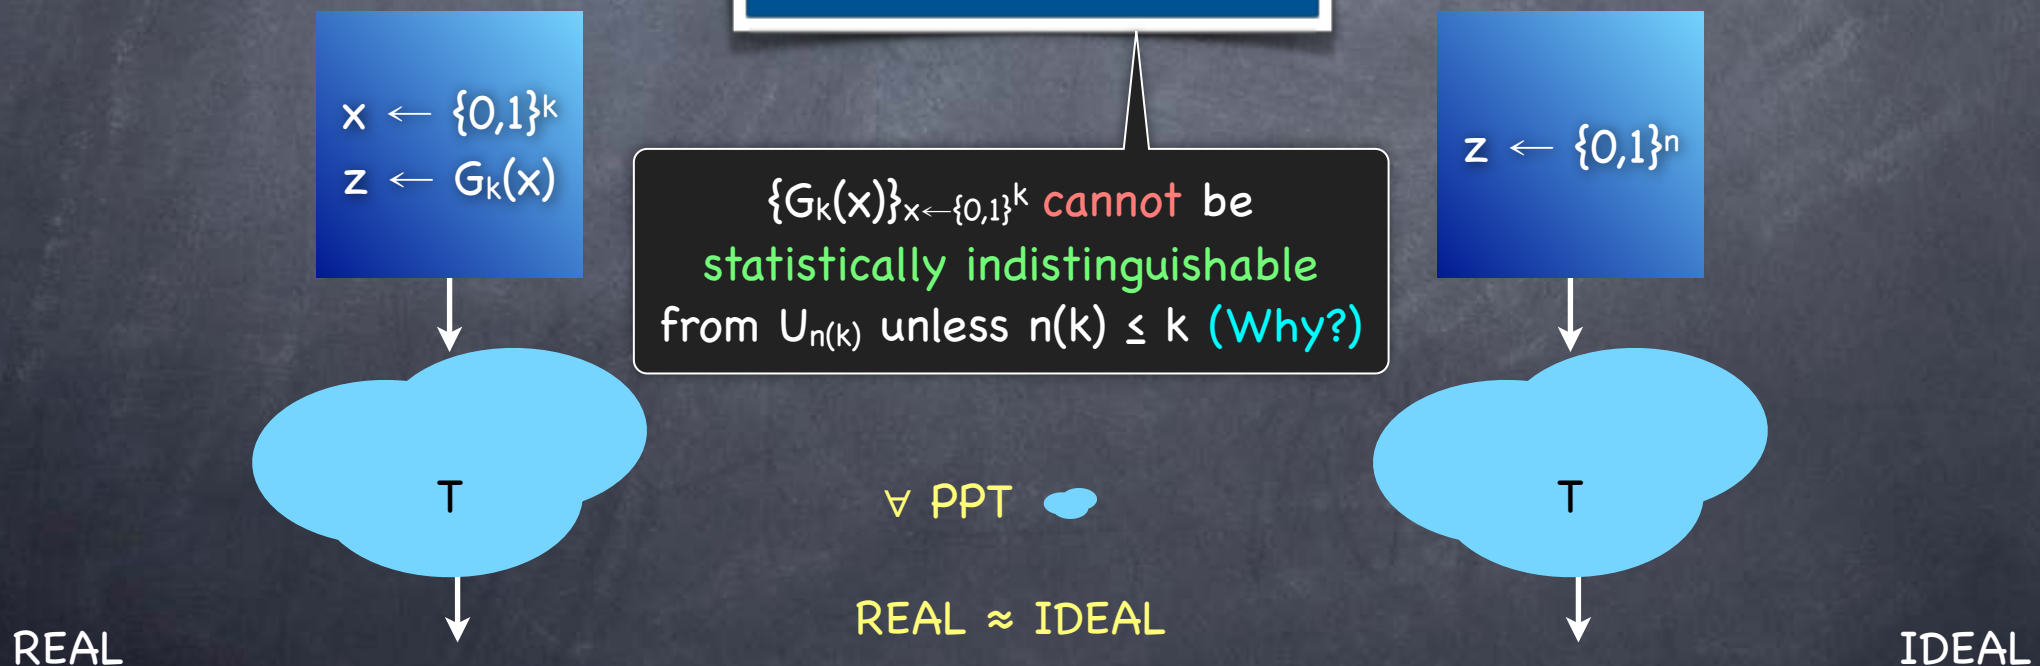 x ← {0,1}ᵏ
z ← Gₖ(x)
{Gₖ(x)}ₓ←{0,1}ᵏ cannot be
statistically indistinguishable
from Uₙ₍ₖ₎ unless n(k) ≤ k (Why?)
z ← {0,1}ⁿ
T
∀ PPT
T
REAL ≈ IDEAL
REAL
IDEAL